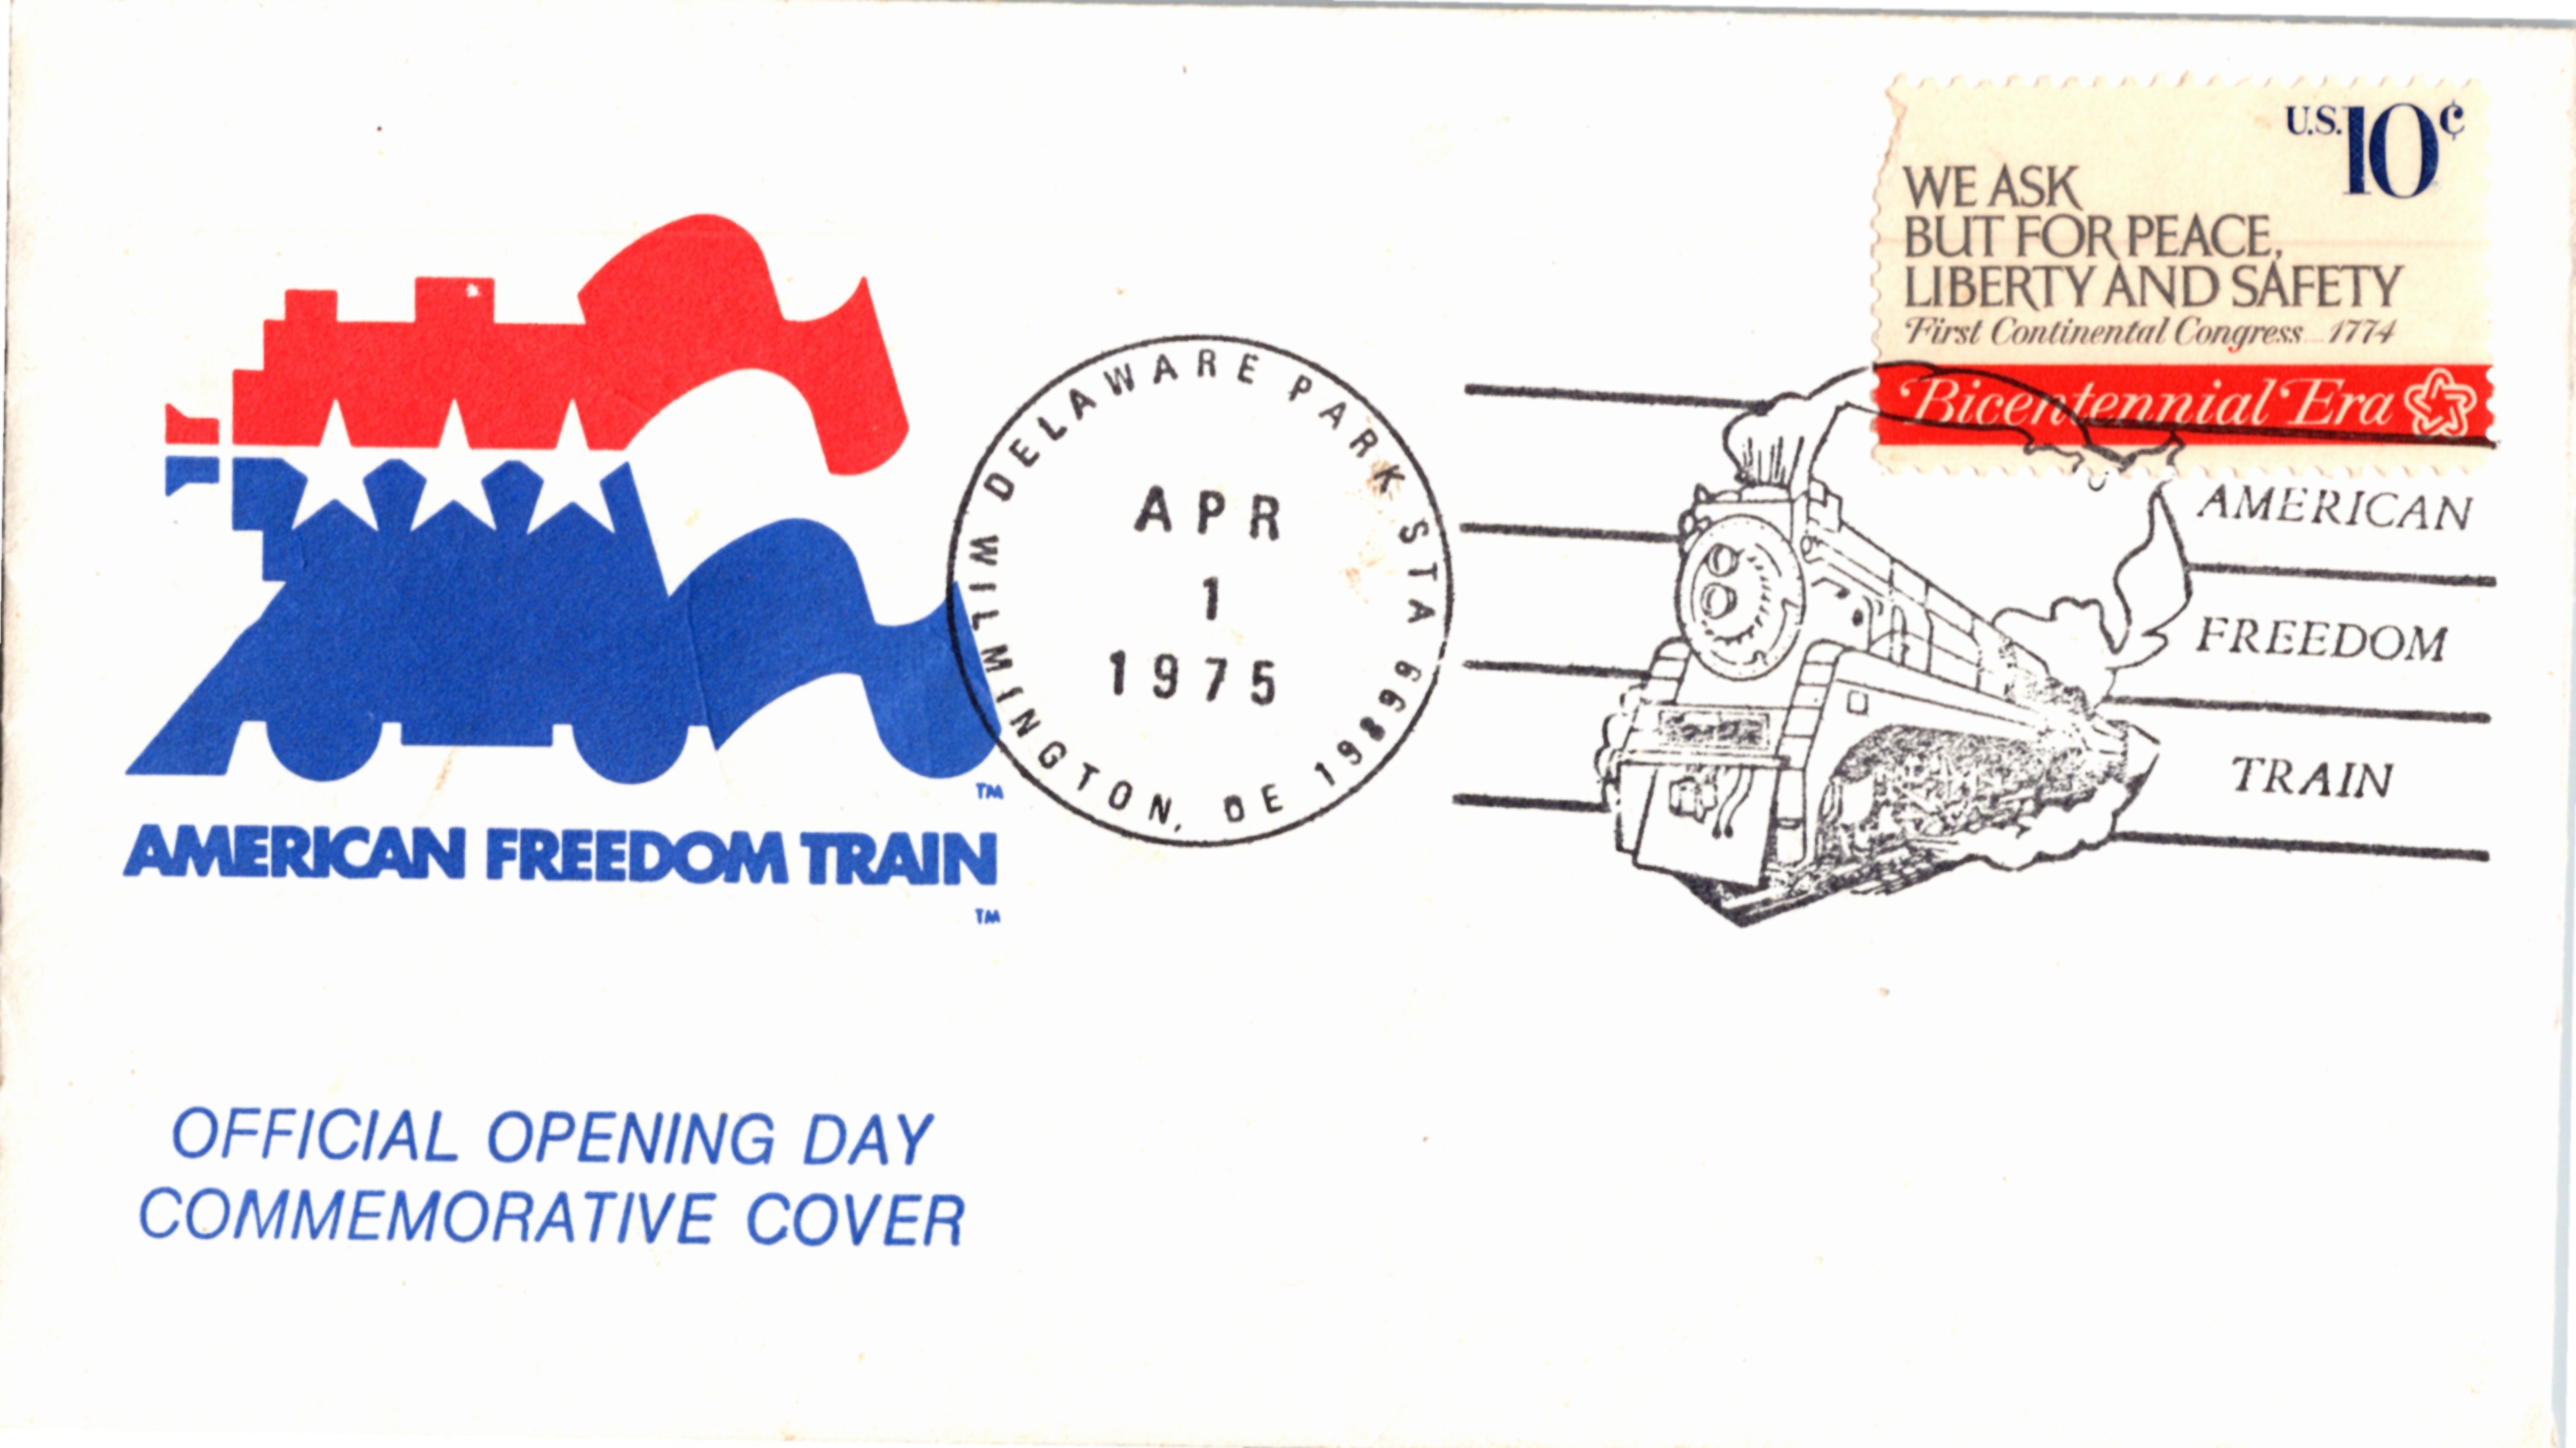 U.S. 10¢
WE ASK
BUT FOR PEACE,
LIBERTY AND SAFETY
First Continental Congress 1774
Bicentennial Era
DELAWARE PARK STA
WILMINGTON, DE 19899
APR
1
1975
AMERICAN
FREEDOM
TRAIN
TM
AMERICAN FREEDOM TRAIN
TM
OFFICIAL OPENING DAY
COMMEMORATIVE COVER